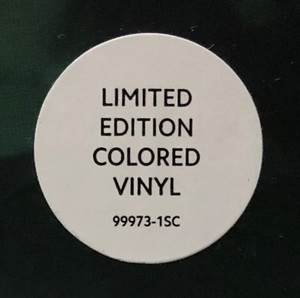 LIMITED
EDITION
COLORED
VINYL
99973-1SC